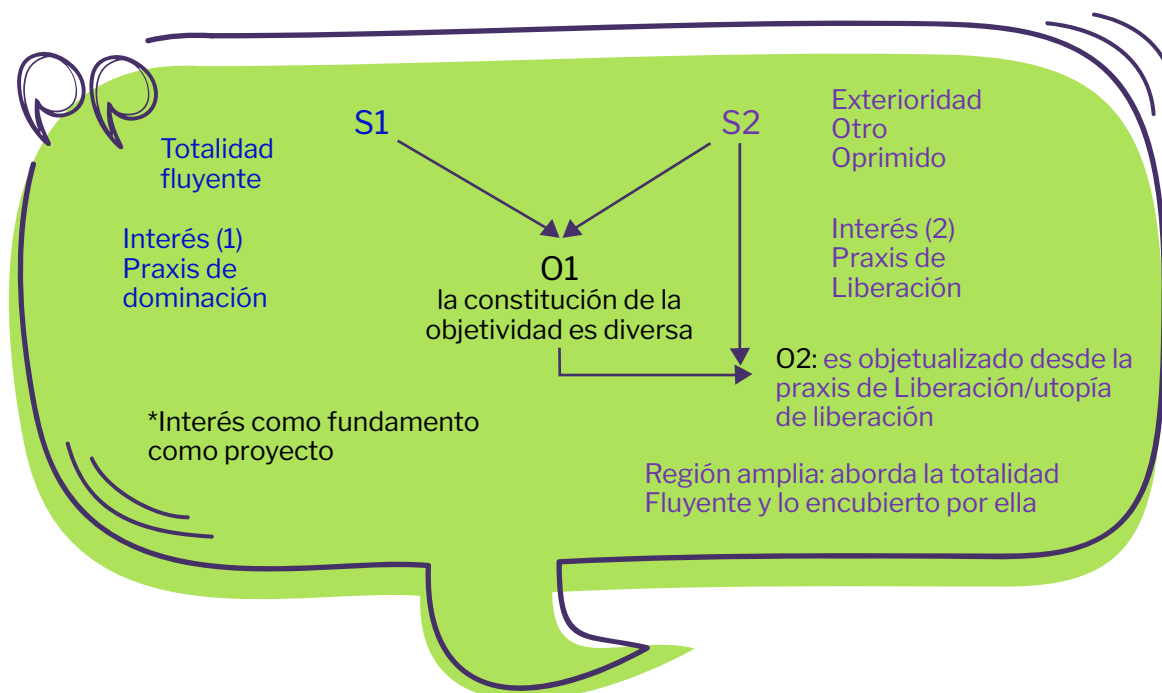 S1
S2
Totalidad
fluyente
Interés (1)
Praxis de
dominación
Exterioridad
Otro
Oprimido
Interés (2)
Praxis de
Liberación
O1
la constitución de la
objetividad es diversa
O2: es objetualizado desde la
praxis de Liberación/utopía
de liberación
*Interés como fundamento
como proyecto
Región amplia: aborda la totalidad
Fluyente y lo encubierto por ella